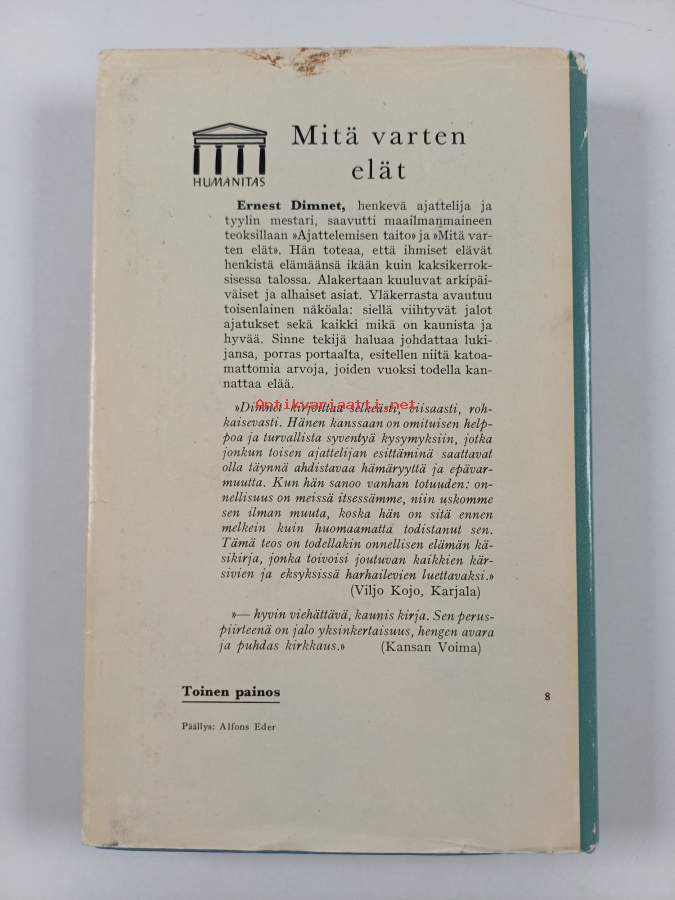 Mitä varten
elät
HUMANITAS
Ernest Dimnet, henkevä ajattelija ja
tyylin mestari, saavutti maailmanmaineen
teoksillaan »Ajattelemisen taito» ja »Mitä var-
ten elät». Hän toteaa, että ihmiset elävät
henkistä elämäänsä ikään kuin kaksikerrok-
sisessa talossa. Alakertaan kuuluvat arkipäi-
väiset ja alhaiset asiat. Yläkerrasta avautuu
toisenlainen näköala: siellä viihtyvät jalot
ajatukset sekä kaikki mikä on kaunista ja
hyvää. Sinne tekijä haluaa johdattaa luki-
jansa, porras portaalta, esitellen niitä katoa-
mattomia arvoja, joiden vuoksi todella kan-
nattaa elää.
Antikvariaatti.net
»Dimnet kirjoittaa selkeästi, viisaasti, roh-
kaisevasti. Hänen kanssaan on omituisen help-
poa ja turvallista syventyä kysymyksiin, jotka
jonkun toisen ajattelijan esittäminä saattavat
olla täynnä ahdistavaa hämäryyttä ja epävar-
muutta. Kun hän sanoo vanhan totuuden: on-
nellisuus on meissä itsessämme, niin uskomme
sen ilman muuta, koska hän on sitä ennen
melkein kuin huomaamatta todistanut sen.
Tämä teos on todellakin onnellisen elämän kä-
sikirja, jonka toivoisi joutuvan kaikkien kär-
sivien ja eksyksissä harhailevien luettavaksi.»
(Viljo Kojo, Karjala)
»— hyvin viehättävä, kaunis kirja. Sen perus-
piirteenä on jalo yksinkertaisuus, hengen avara
ja puhdas kirkkaus.» (Kansan Voima)
Toinen painos
8
Päällys: Alfons Eder